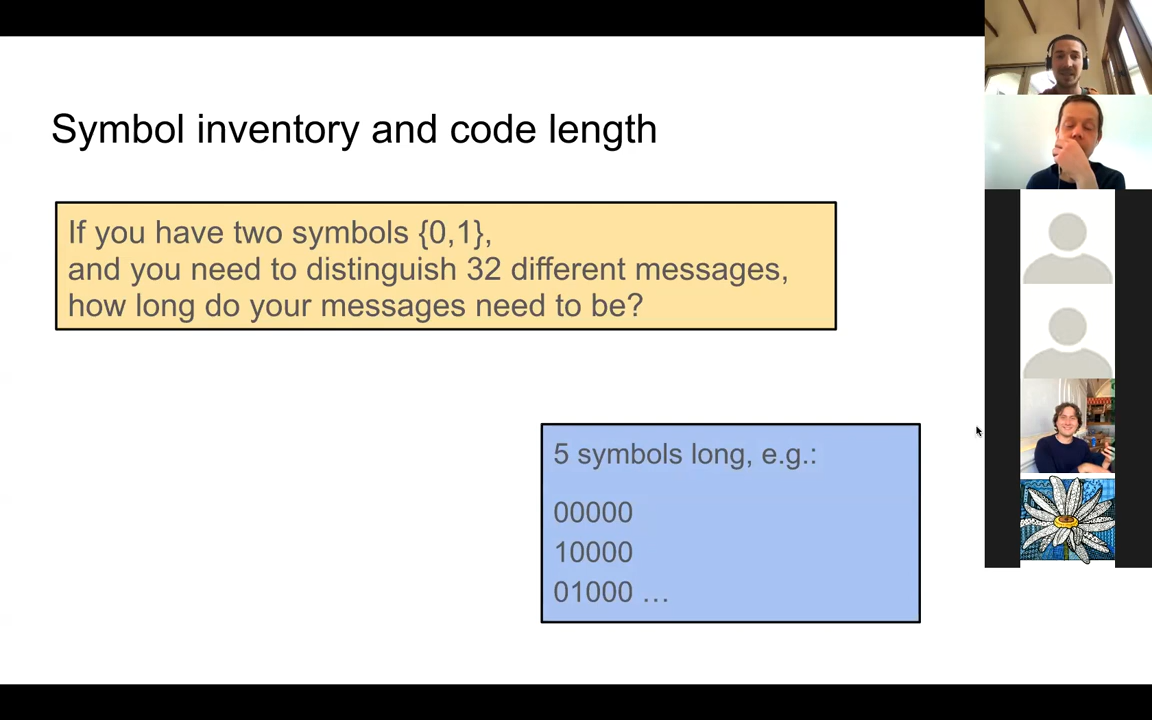 Symbol inventory and code length
If you have two symbols {0,1},
and you need to distinguish 32 different messages,
how long do your messages need to be?
5 symbols long, e.g.:
00000
10000
01000 …